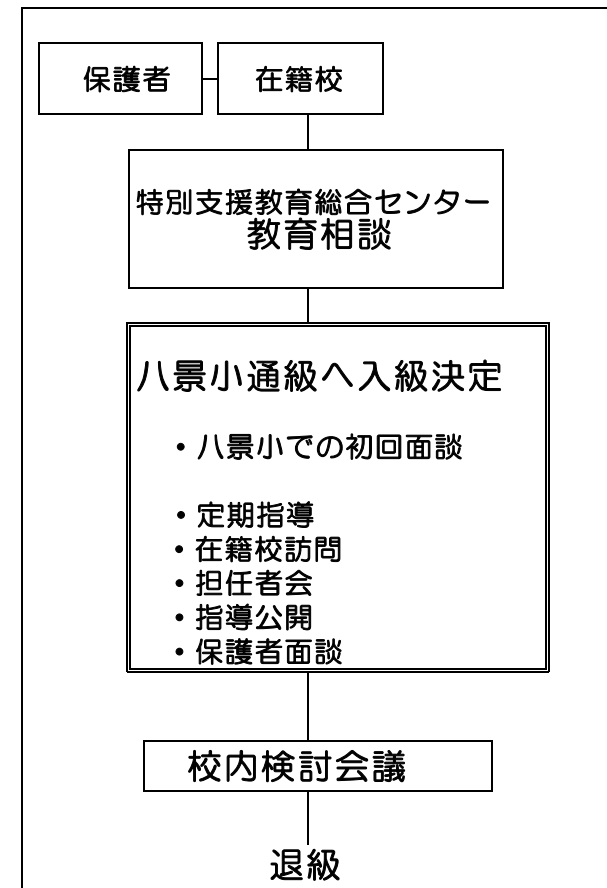 保護者
在籍校
特別支援教育総合センター
教育相談
八景小通級へ入級決定
・八景小での初回面談
・定期指導
・在籍校訪問
・担任者会
・指導公開
・保護者面談
校内検討会議
退級